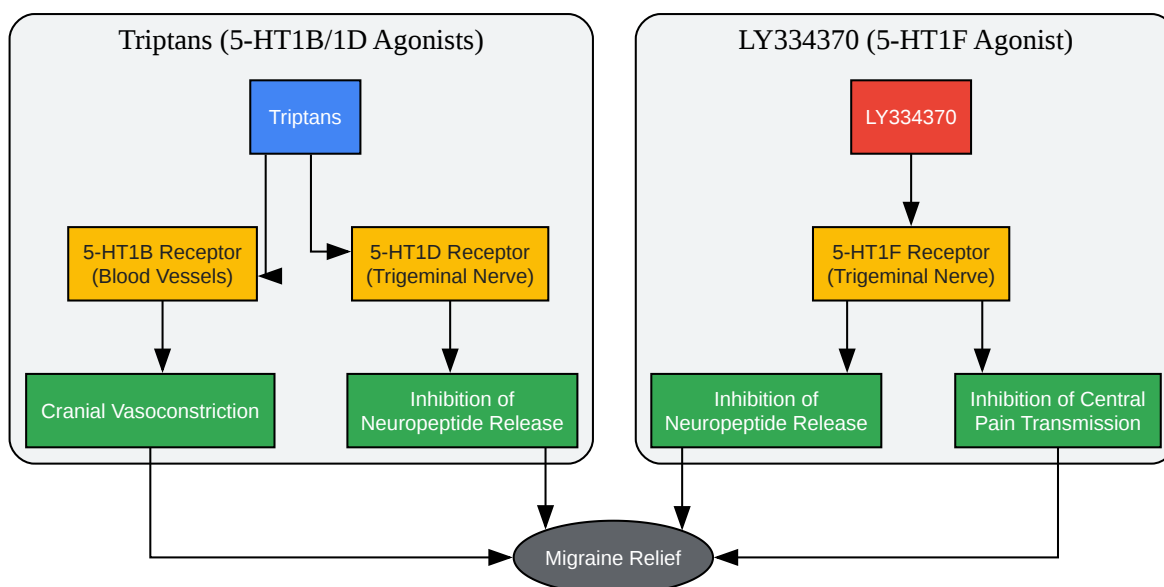 Triptans (5-HT1B/1D Agonists)
Triptans
5-HT1B Receptor
(Blood Vessels)
5-HT1D Receptor
(Trigeminal Nerve)
Cranial Vasoconstriction
Inhibition of
Neuropeptide Release
LY334370 (5-HT1F Agonist)
LY334370
5-HT1F Receptor
(Trigeminal Nerve)
Inhibition of
Neuropeptide Release
Inhibition of Central
Pain Transmission
Migraine Relief